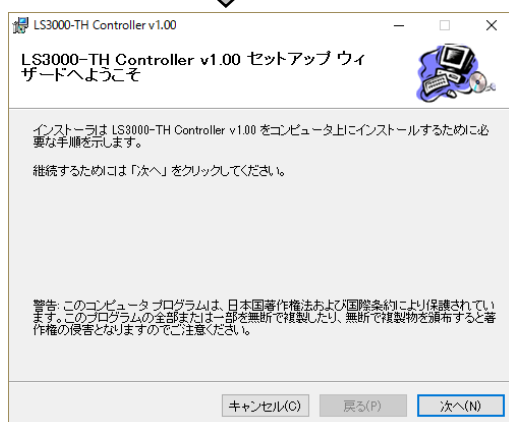 LS3000-TH Controller v1.00
LS3000-TH Controller v1.00 セットアップ ウィ
ザードへようこそ
インストーラは LS3000-TH Controller v1.00 をコンピュータ上にインストールするために必
要な手順を示します。
継続するためには「次へ」をクリックしてください。
警告: このコンピュータ プログラムは、日本国著作権法および国際条約により保護されてい
ます。このプログラムの全部または一部を無断で複製したり、無断で複製物を頒布すると著
作権の侵害となりますのでご注意ください。
キャンセル(C) 戻る(P) 次へ(N)